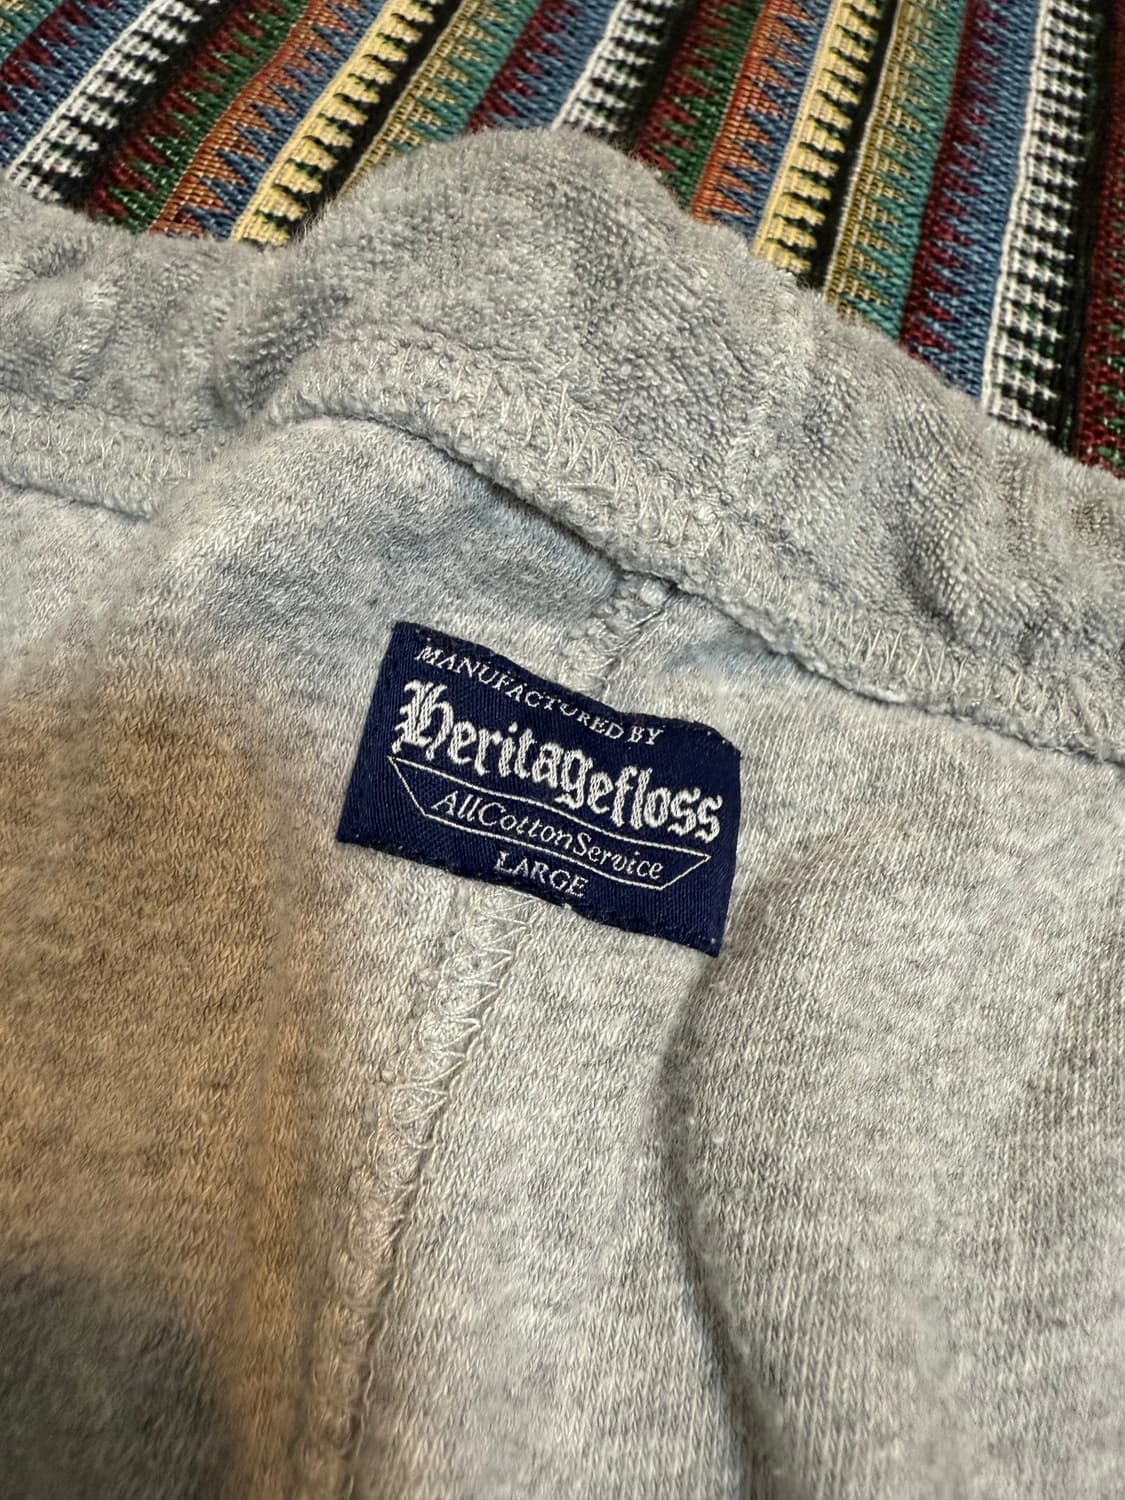 MANUFACTURED BY
Heritagefloss
AllCottonService
LARGE